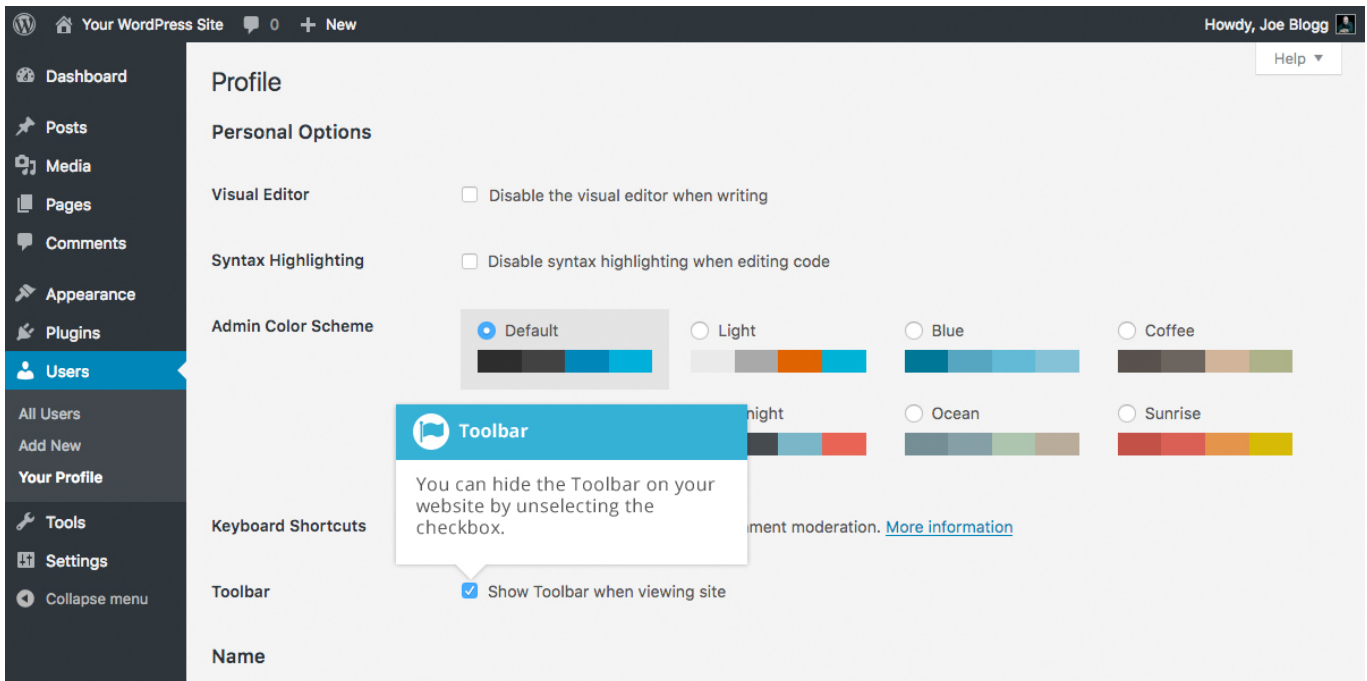 Your WordPress Site 0 + New Howdy, Joe Blogg
Help
Dashboard
Posts
Media
Pages
Comments
Appearance
Plugins
Users
All Users
Add New
Your Profile
Tools
Settings
Collapse menu
Profile
Personal Options
Visual Editor Disable the visual editor when writing
Syntax Highlighting Disable syntax highlighting when editing code
Admin Color Scheme Default Light Blue Coffee
Ocean Sunrise
Toolbar
You can hide the Toolbar on your
website by unselecting the
checkbox.
Keyboard Shortcuts moderation. More information
Toolbar Show Toolbar when viewing site
Name